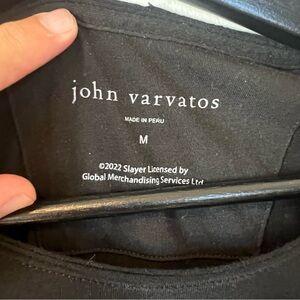 john varvatos
MADE IN PERU
M
©2022 Slayer Licensed by
Global Merchandising Services Ltd